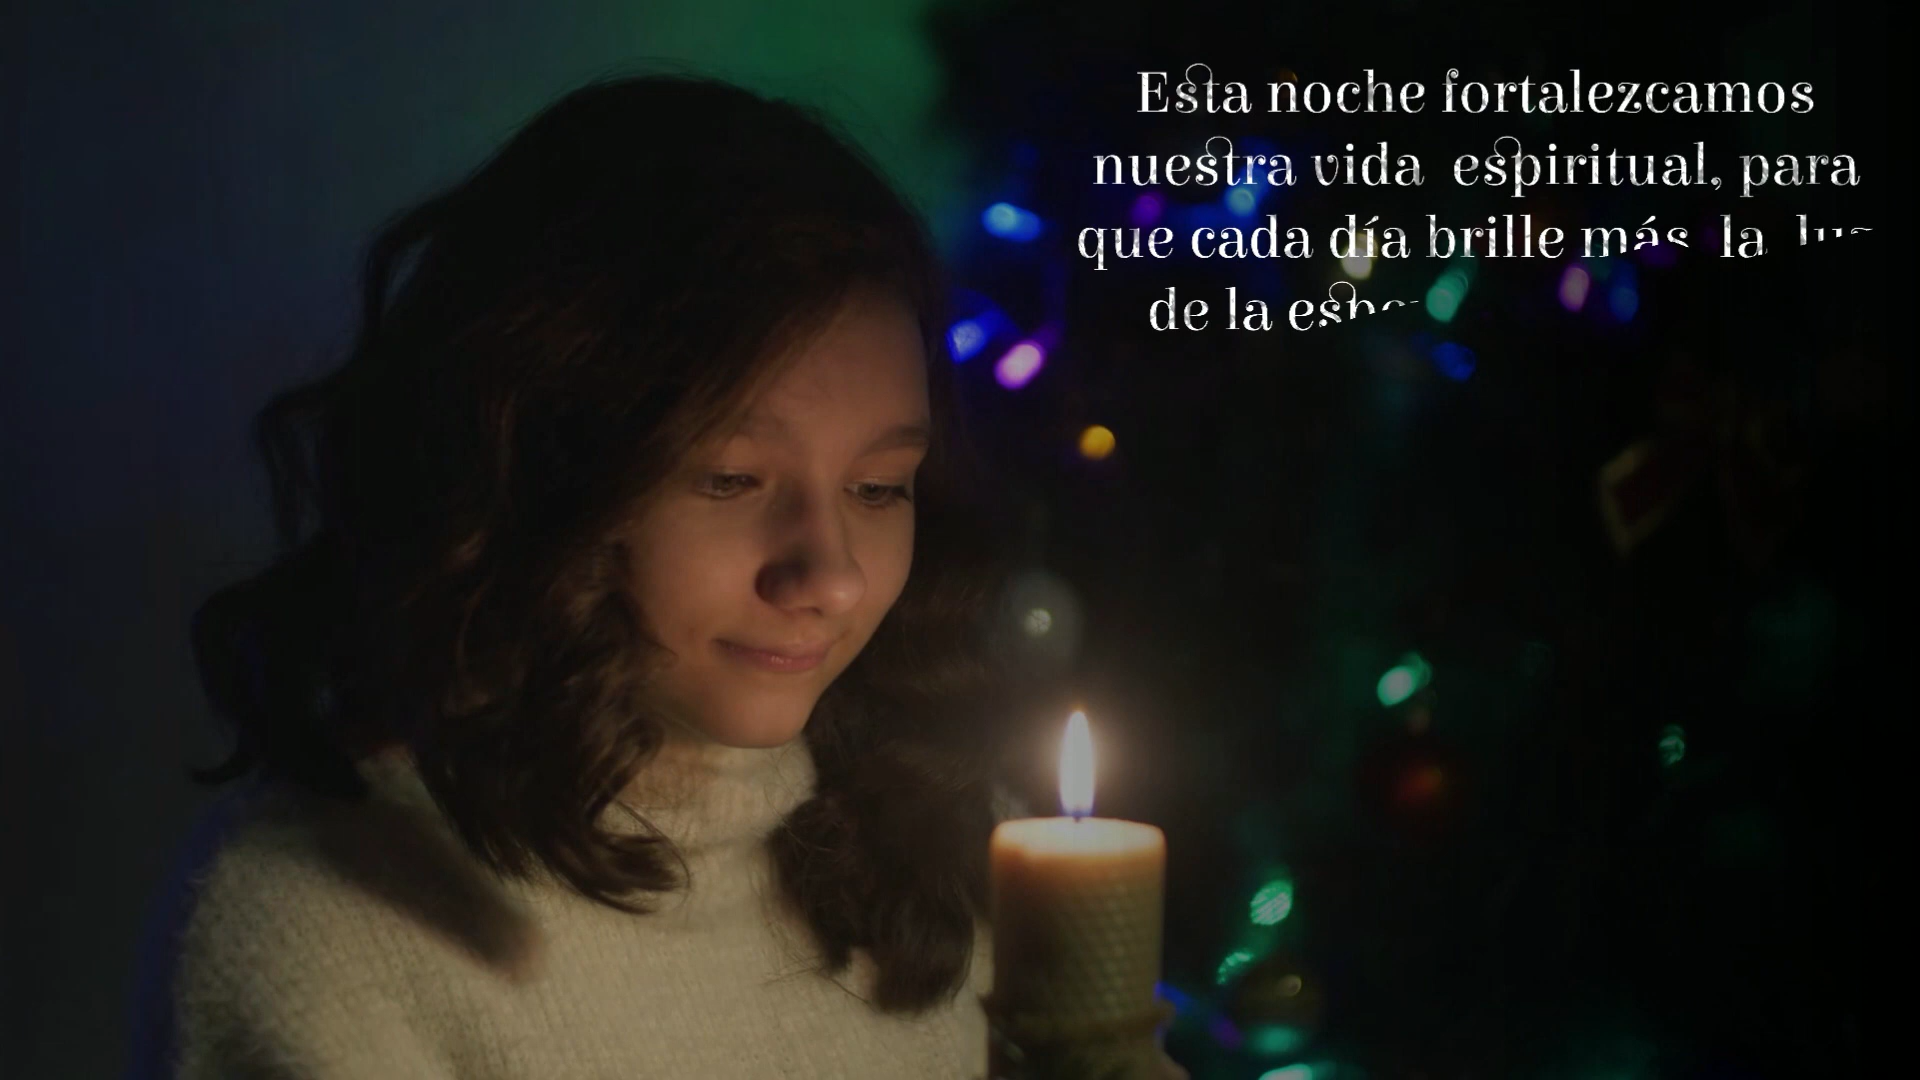 Esta noche fortalezcamos
nuestra vida espiritual, para
que cada día brille más la
de la